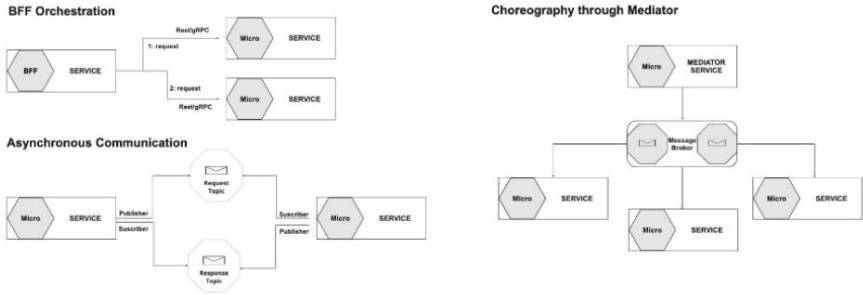 BFF Orchestration
Rest/gRPC
1: request
Micro
SERVICE
BFF
SERVICE
2: request
Rest/gRPC
Micro
SERVICE
Asynchronous Communication
Request
Topic
Micro
SERVICE
Publisher
Suscriber
Suscriber
Publisher
Micro
SERVICE
Response
Topic
Choreography through Mediator
Micro
MEDIATOR
SERVICE
Message
Broker
Micro
SERVICE
Micro
SERVICE
Micro
SERVICE